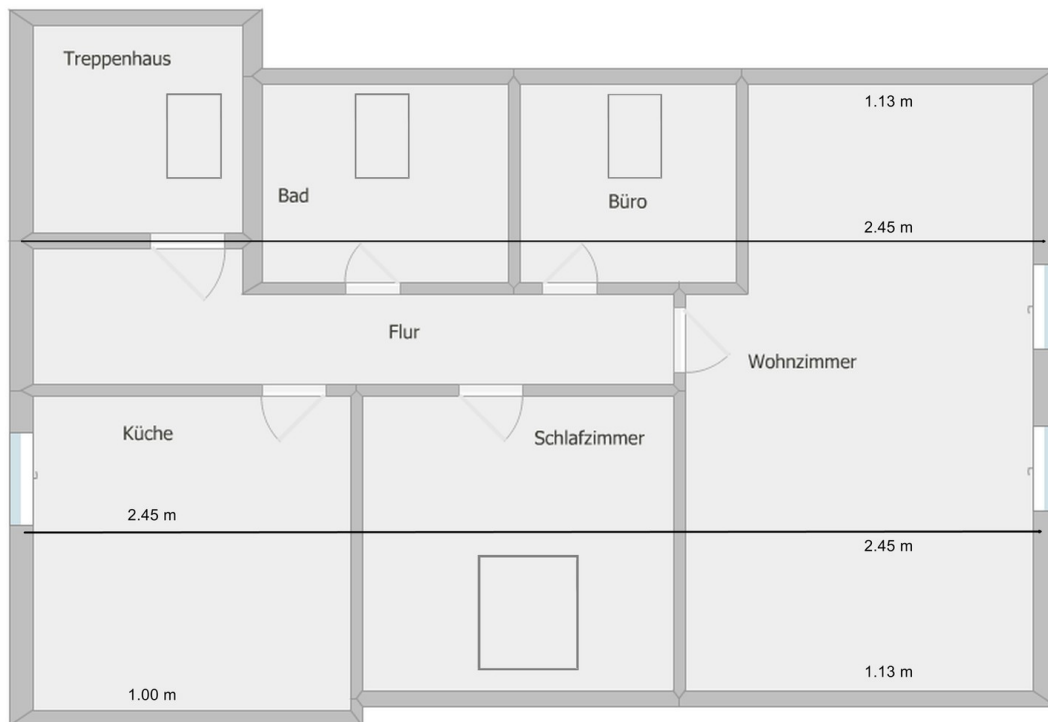 Treppenhaus
1.13 m
Bad
Büro
2.45 m
Flur
Wohnzimmer
Küche
Schlafzimmer
2.45 m
2.45 m
1.13 m
1.00 m